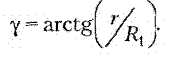 γ = arctg(r/R₁).